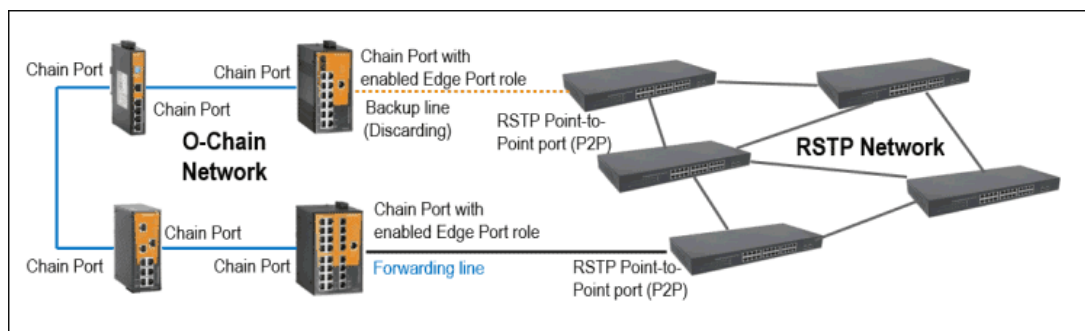 Chain Port
Chain Port
Chain Port with
enabled Edge Port role
Chain Port
Backup line
(Discarding)
RSTP Point-to-
Point port (P2P)
O-Chain
Network
RSTP Network
Chain Port
Chain Port with
enabled Edge Port role
Chain Port
Chain Port
Forwarding line
RSTP Point-to-
Point port (P2P)